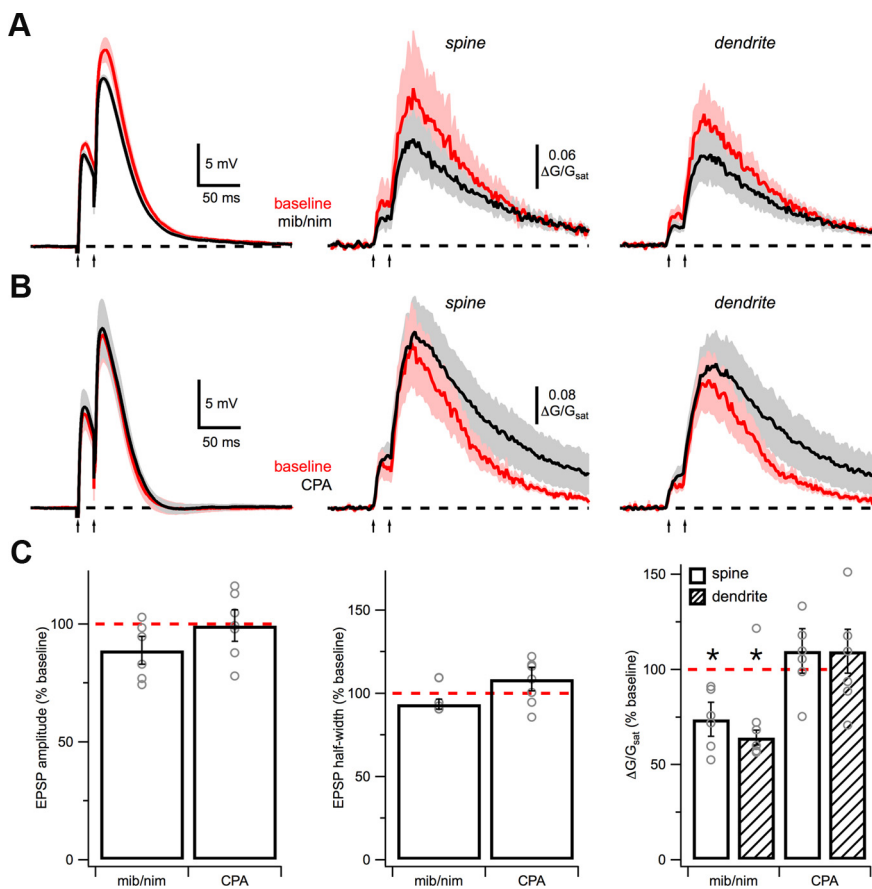 A
spine
dendrite
5 mV
50 ms
0.06
ΔG/Gsat
baseline
mib/nim
B
spine
dendrite
5 mV
50 ms
0.08
ΔG/Gsat
baseline
CPA
C
EPSP amplitude (% baseline)
100
50
0
mib/nim
CPA
EPSP half-width (% baseline)
150
100
50
0
mib/nim
CPA
ΔG/Gsat (% baseline)
150
100
50
0
spine
dendrite
* *
mib/nim
CPA